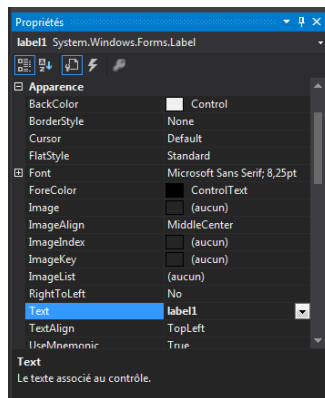 Propriétés
label1 System.Windows.Forms.Label
Apparence
BackColor Control
BorderStyle None
Cursor Default
FlatStyle Standard
Font Microsoft Sans Serif; 8,25pt
ForeColor ControlText
Image (aucun)
ImageAlign MiddleCenter
ImageIndex (aucun)
ImageKey (aucun)
ImageList (aucun)
RightToLeft No
Text label1
TextAlign TopLeft
UseMnemonic True
Text
Le texte associé au contrôle.